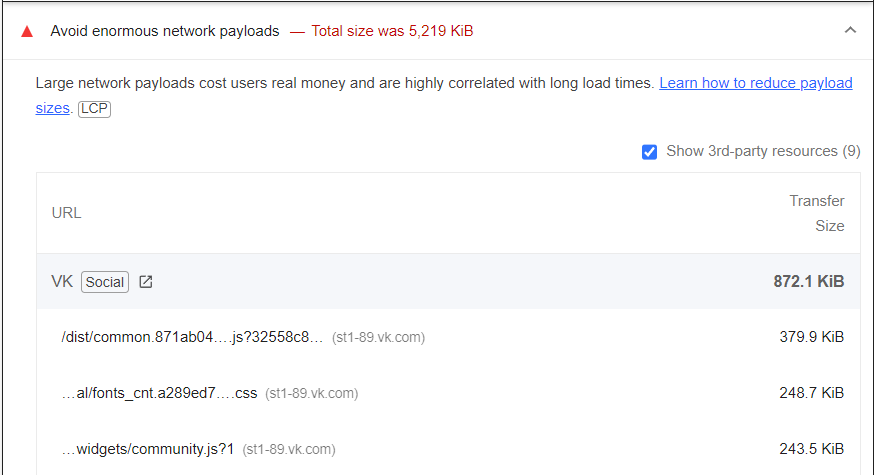 Avoid enormous network payloads — Total size was 5,219 KiB
Large network payloads cost users real money and are highly correlated with long load times. Learn how to reduce payload
sizes. LCP
Show 3rd-party resources (9)
URL
Transfer
Size
VK Social 872.1 KiB
/dist/common.871ab04….js?32558c8… (st1-89.vk.com) 379.9 KiB
…al/fonts_cnt.a289ed7….css (st1-89.vk.com) 248.7 KiB
…widgets/community.js?1 (st1-89.vk.com) 243.5 KiB